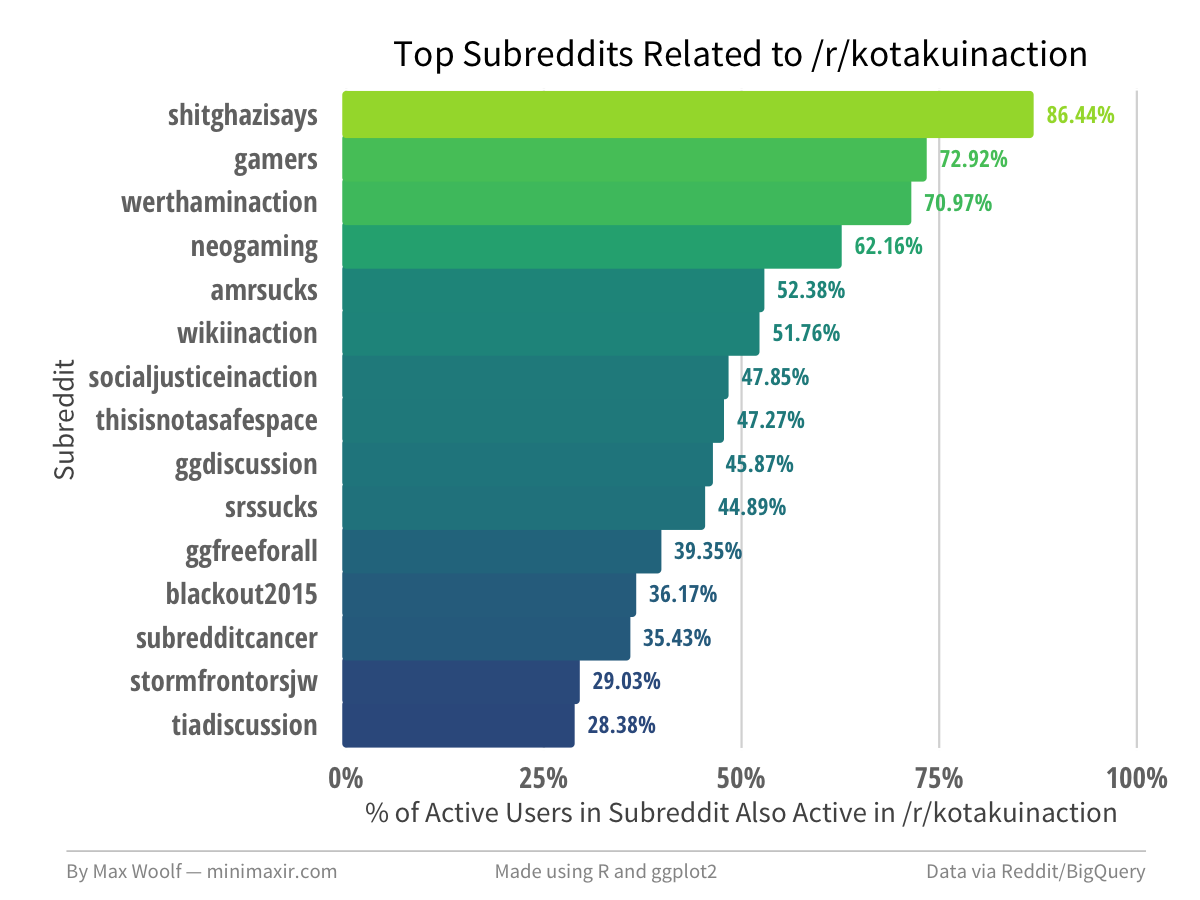 Top Subreddits Related to /r/kotakuinaction
shitghazisays 86.44%
gamers 72.92%
werthaminaction 70.97%
neogaming 62.16%
amrsucks 52.38%
wikiinaction 51.76%
socialjusticeinaction 47.85%
thisisnotasafespace 47.27%
ggdiscussion 45.87%
srssucks 44.89%
ggfreeforall 39.35%
blackout2015 36.17%
subredditcancer 35.43%
stormfrontorsjw 29.03%
tiadiscussion 28.38%
Subreddit
0% 25% 50% 75% 100%
% of Active Users in Subreddit Also Active in /r/kotakuinaction
By Max Woolf — minimaxir.com Made using R and ggplot2 Data via Reddit/BigQuery